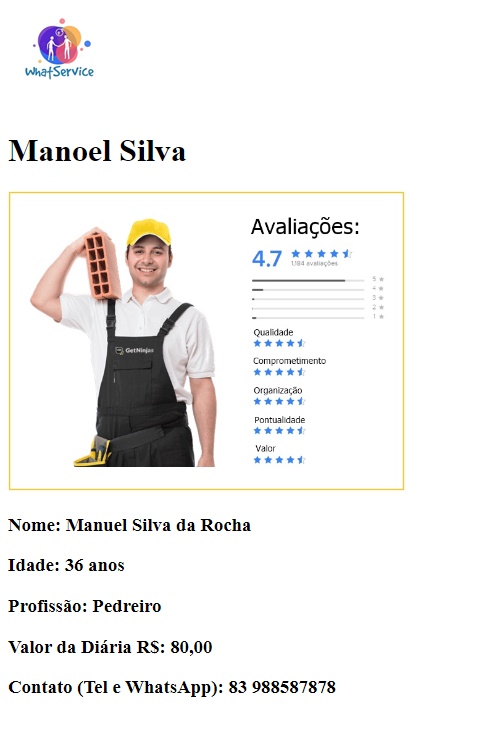 WhatService
Manoel Silva
Avaliações:
4.7
1.184 avaliações
5
4
3
2
1
GetNinjas
Qualidade
Comprometimento
Organização
Pontualidade
Valor
Nome: Manuel Silva da Rocha
Idade: 36 anos
Profissão: Pedreiro
Valor da Diária R$: 80,00
Contato (Tel e WhatsApp): 83 988587878